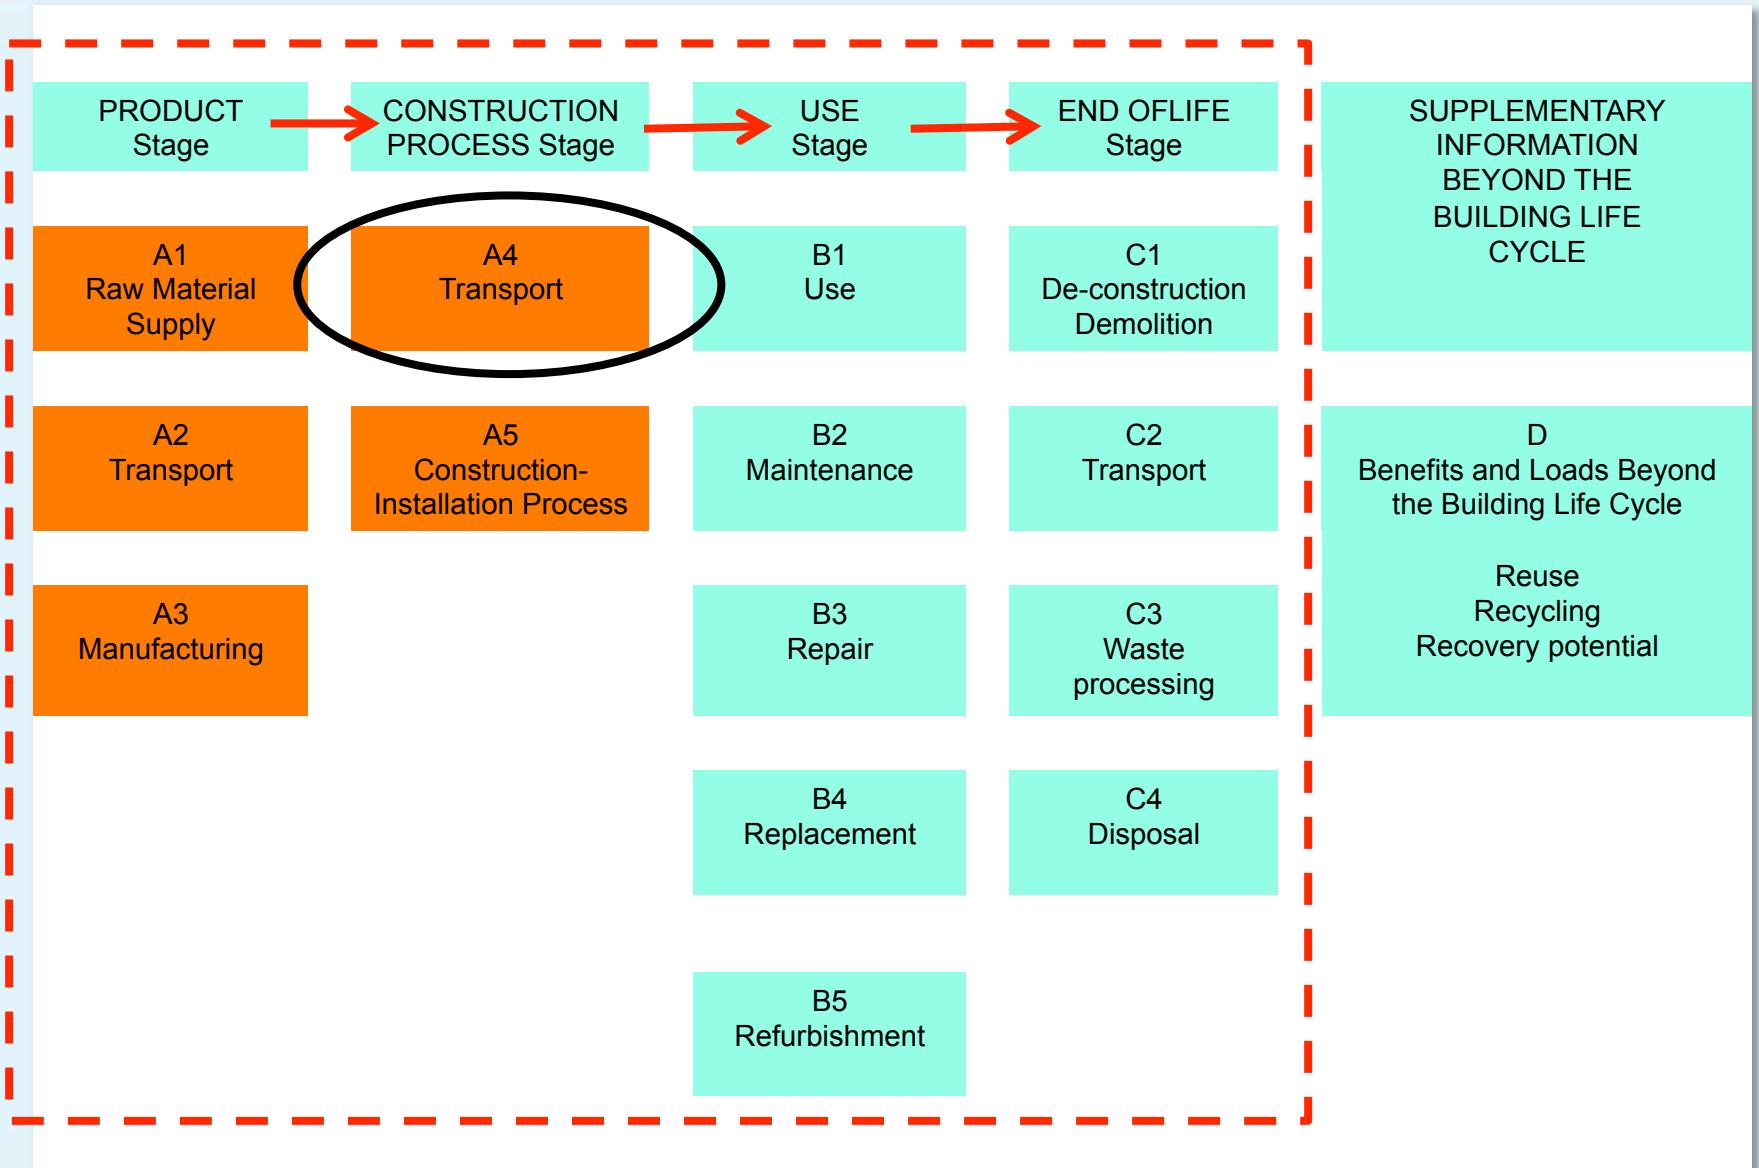 PRODUCT
Stage
CONSTRUCTION
PROCESS Stage
USE
Stage
END OFLIFE
Stage
SUPPLEMENTARY
INFORMATION
BEYOND THE
BUILDING LIFE
CYCLE
A1
Raw Material
Supply
A4
Transport
B1
Use
C1
De-construction
Demolition
A2
Transport
A5
Construction-
Installation Process
B2
Maintenance
C2
Transport
D
Benefits and Loads Beyond
the Building Life Cycle
Reuse
Recycling
Recovery potential
A3
Manufacturing
B3
Repair
C3
Waste
processing
B4
Replacement
C4
Disposal
B5
Refurbishment